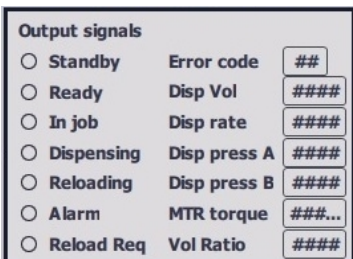 Output signals
Standby Error code ##
Ready Disp Vol ####
In job Disp rate ####
Dispensing Disp press A ####
Reloading Disp press B ####
Alarm MTR torque ###...
Reload Req Vol Ratio ####